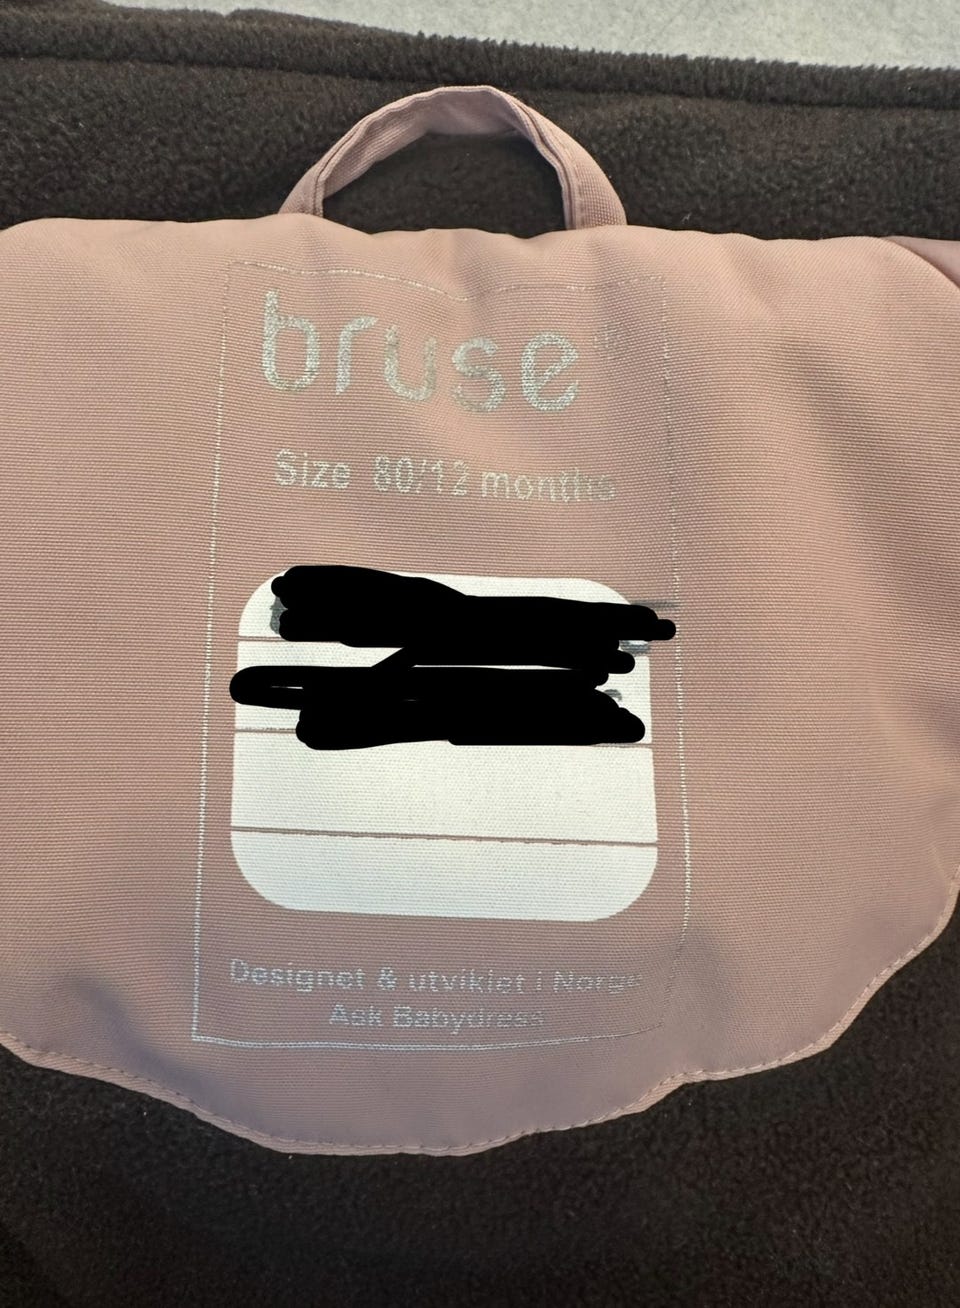 bruse®
Size 80/12 months
Designet & utviklet i Norge
Ask Babydress